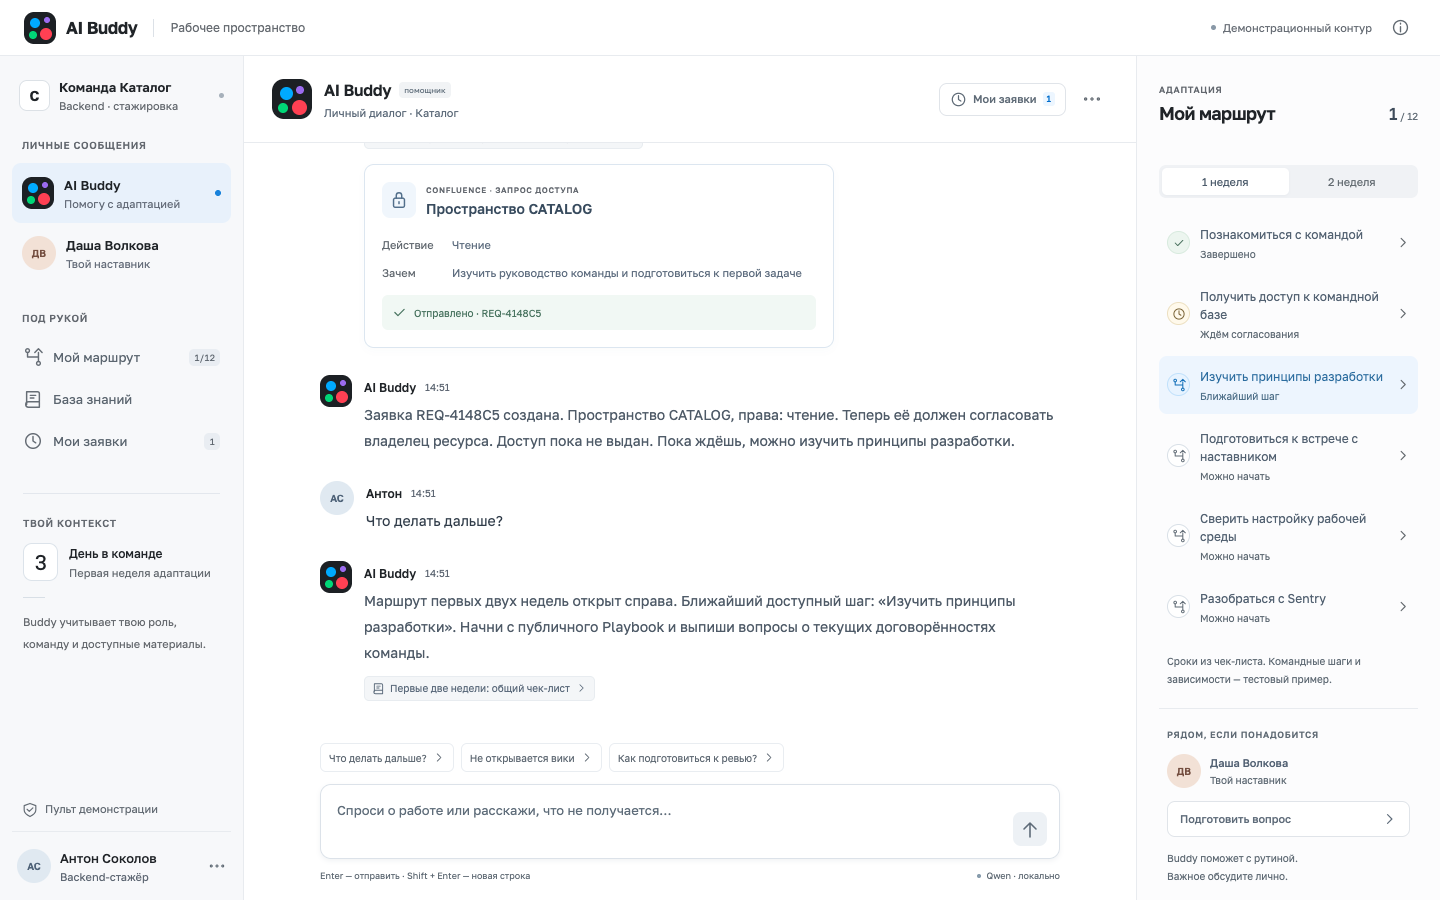 AI Buddy
Рабочее пространство
Демонстрационный контур
C
Команда Каталог
Backend · стажировка
ЛИЧНЫЕ СООБЩЕНИЯ
AI Buddy
Помогу с адаптацией
ДВ
Даша Волкова
Твой наставник
ПОД РУКОЙ
Мой маршрут
1/12
База знаний
Мои заявки
1
ТВОЙ КОНТЕКСТ
3
День в команде
Первая неделя адаптации
Buddy учитывает твою роль,
команду и доступные материалы.
Пульт демонстрации
АС
Антон Соколов
Backend-стажёр
AI Buddy
помощник
Личный диалог · Каталог
Мои заявки
1
CONFLUENCE · ЗАПРОС ДОСТУПА
Пространство CATALOG
Действие
Чтение
Зачем
Изучить руководство команды и подготовиться к первой задаче
Отправлено · REQ-4148C5
AI Buddy 14:51
Заявка REQ-4148C5 создана. Пространство CATALOG, права: чтение. Теперь её должен согласовать
владелец ресурса. Доступ пока не выдан. Пока ждёшь, можно изучить принципы разработки.
АС
Антон 14:51
Что делать дальше?
AI Buddy 14:51
Маршрут первых двух недель открыт справа. Ближайший доступный шаг: «Изучить принципы
разработки». Начни с публичного Playbook и выпиши вопросы о текущих договорённостях
команды.
Первые две недели: общий чек-лист
Что делать дальше?
Не открывается вики
Как подготовиться к ревью?
Спроси о работе или расскажи, что не получается...
Enter — отправить · Shift + Enter — новая строка
Qwen · локально
АДАПТАЦИЯ
Мой маршрут
1 / 12
1 неделя
2 неделя
Познакомиться с командой
Завершено
Получить доступ к командной
базе
Ждём согласования
Изучить принципы разработки
Ближайший шаг
Подготовиться к встрече с
наставником
Можно начать
Сверить настройку рабочей
среды
Можно начать
Разобраться с Sentry
Можно начать
Сроки из чек-листа. Командные шаги и
зависимости — тестовый пример.
РЯДОМ, ЕСЛИ ПОНАДОБИТСЯ
ДВ
Даша Волкова
Твой наставник
Подготовить вопрос
Buddy поможет с рутиной.
Важное обсудите лично.